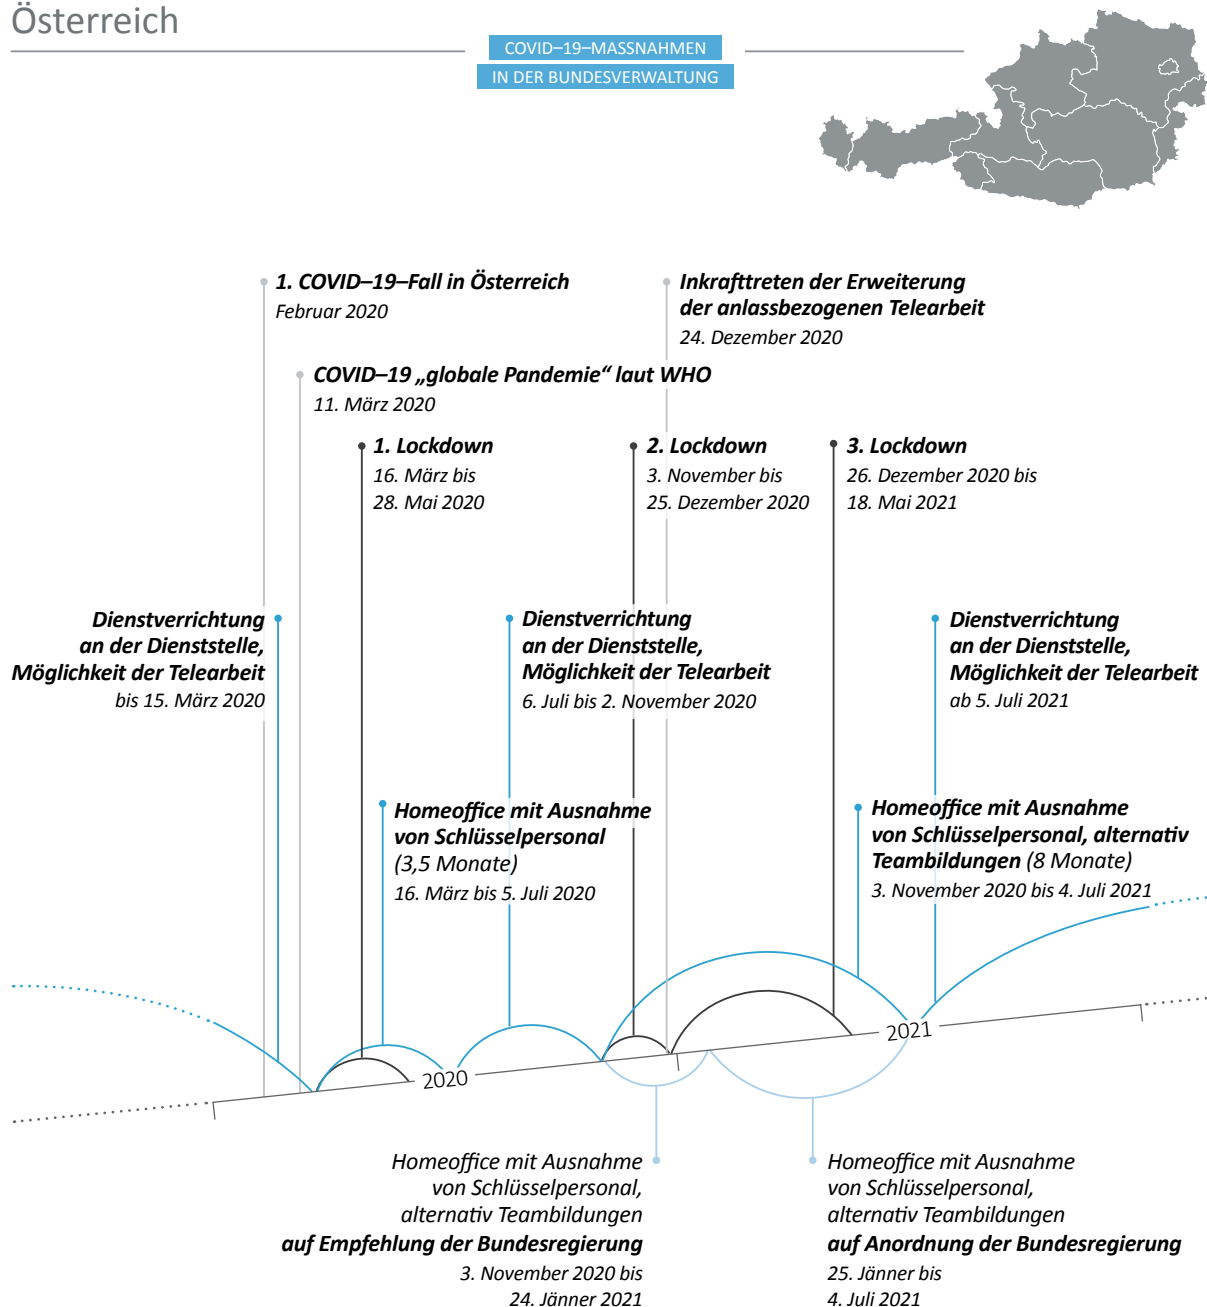 Österreich
COVID–19–MASSNAHMEN
IN DER BUNDESVERWALTUNG
1. COVID–19–Fall in Österreich
Februar 2020
Inkrafttreten der Erweiterung
der anlassbezogenen Telearbeit
24. Dezember 2020
COVID–19 „globale Pandemie“ laut WHO
11. März 2020
1. Lockdown
16. März bis
28. Mai 2020
2. Lockdown
3. November bis
25. Dezember 2020
3. Lockdown
26. Dezember 2020 bis
18. Mai 2021
Dienstverrichtung
an der Dienststelle,
Möglichkeit der Telearbeit
bis 15. März 2020
Dienstverrichtung
an der Dienststelle,
Möglichkeit der Telearbeit
6. Juli bis 2. November 2020
Dienstverrichtung
an der Dienststelle,
Möglichkeit der Telearbeit
ab 5. Juli 2021
Homeoffice mit Ausnahme
von Schlüsselpersonal
(3,5 Monate)
16. März bis 5. Juli 2020
Homeoffice mit Ausnahme
von Schlüsselpersonal, alternativ
Teambildungen (8 Monate)
3. November 2020 bis 4. Juli 2021
2020
2021
Homeoffice mit Ausnahme
von Schlüsselpersonal,
alternativ Teambildungen
auf Empfehlung der Bundesregierung
3. November 2020 bis
24. Jänner 2021
Homeoffice mit Ausnahme
von Schlüsselpersonal,
alternativ Teambildungen
auf Anordnung der Bundesregierung
25. Jänner bis
4. Juli 2021